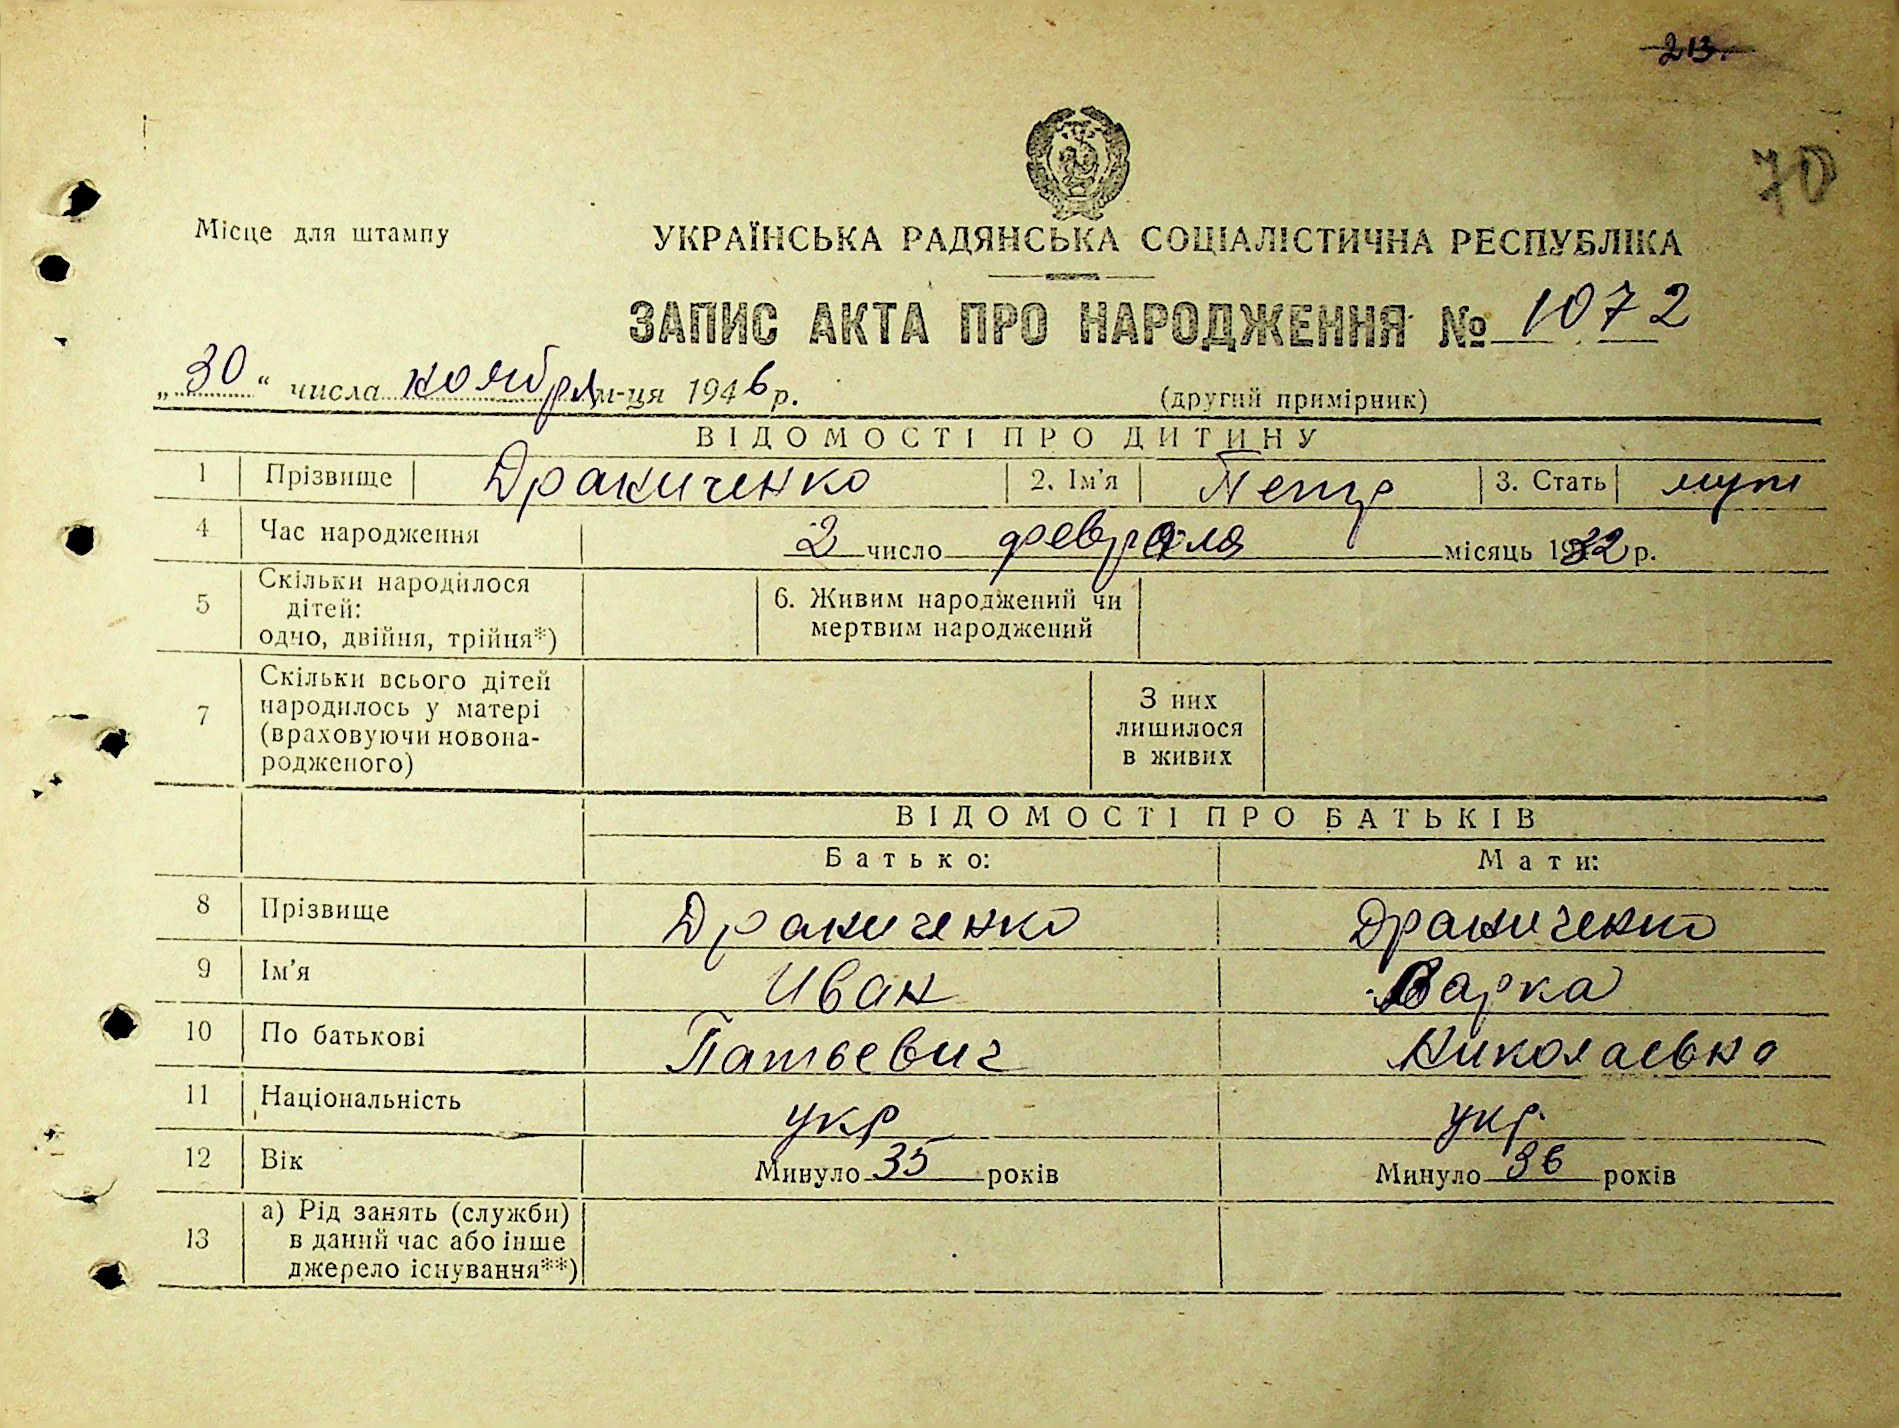 213.
70
Місце для штампу
УКРАЇНСЬКА РАДЯНСЬКА СОЦІАЛІСТИЧНА РЕСПУБЛІКА
ЗАПИС АКТА ПРО НАРОДЖЕННЯ № 1072
„30“ числа ноября м-ця 1946 р.
(другий примірник)
ВІДОМОСТІ ПРО ДИТИНУ
1 Прізвище Драниченко 2. Ім'я Петр 3. Стать муж
4 Час народження 2 число февраля місяць 1932 р.
5 Скільки народилося дітей: одно, двійня, трійня*) 6. Живим народжений чи мертвим народжений
7 Скільки всього дітей народилось у матері (враховуючи новонародженого) З них лишилося в живих
ВІДОМОСТІ ПРО БАТЬКІВ
Батько: Мати:
8 Прізвище Драниченко Драниченко
9 Ім'я Иван Варка
10 По батькові Николаевна
11 Національність укр укр.
12 Вік Минуло 35 років Минуло 36 років
13 а) Рід занять (служби) в даний час або інше джерело існування**)